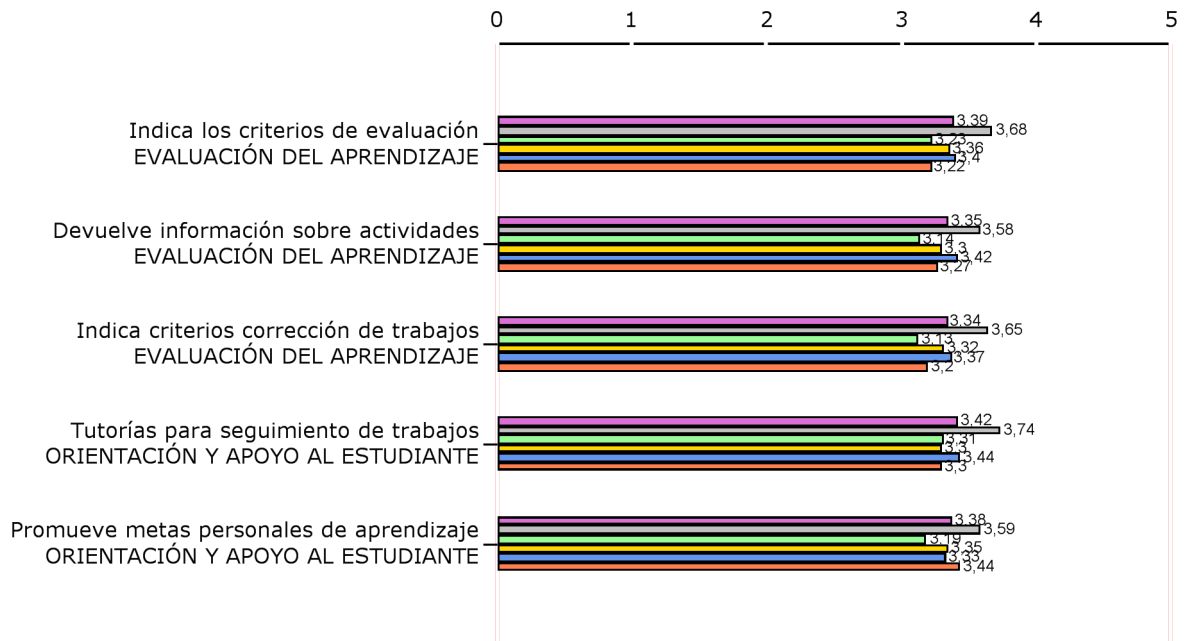 0 1 2 3 4 5
Indica los criterios de evaluación
EVALUACIÓN DEL APRENDIZAJE
3,39
3,68
3,23
3,36
3,4
3,22
Devuelve información sobre actividades
EVALUACIÓN DEL APRENDIZAJE
3,35
3,58
3,14
3,3
3,42
3,27
Indica criterios corrección de trabajos
EVALUACIÓN DEL APRENDIZAJE
3,34
3,65
3,13
3,32
3,37
3,2
Tutorías para seguimiento de trabajos
ORIENTACIÓN Y APOYO AL ESTUDIANTE
3,42
3,74
3,31
3,3
3,44
3,3
Promueve metas personales de aprendizaje
ORIENTACIÓN Y APOYO AL ESTUDIANTE
3,38
3,59
3,19
3,35
3,33
3,44